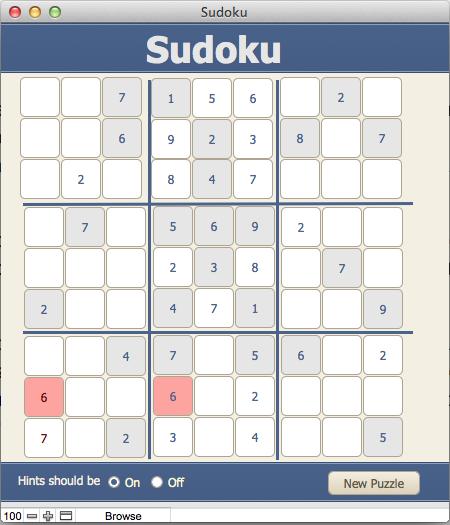 Sudoku
Sudoku
7 1 5 6 2
6 9 2 3 8 7
2 8 4 7
7 5 6 9 2
2 3 8 7
2 4 7 1 9
4 7 5 6 2
6 6 2
7 2 3 4 5
Hints should be On Off New Puzzle
100 Browse